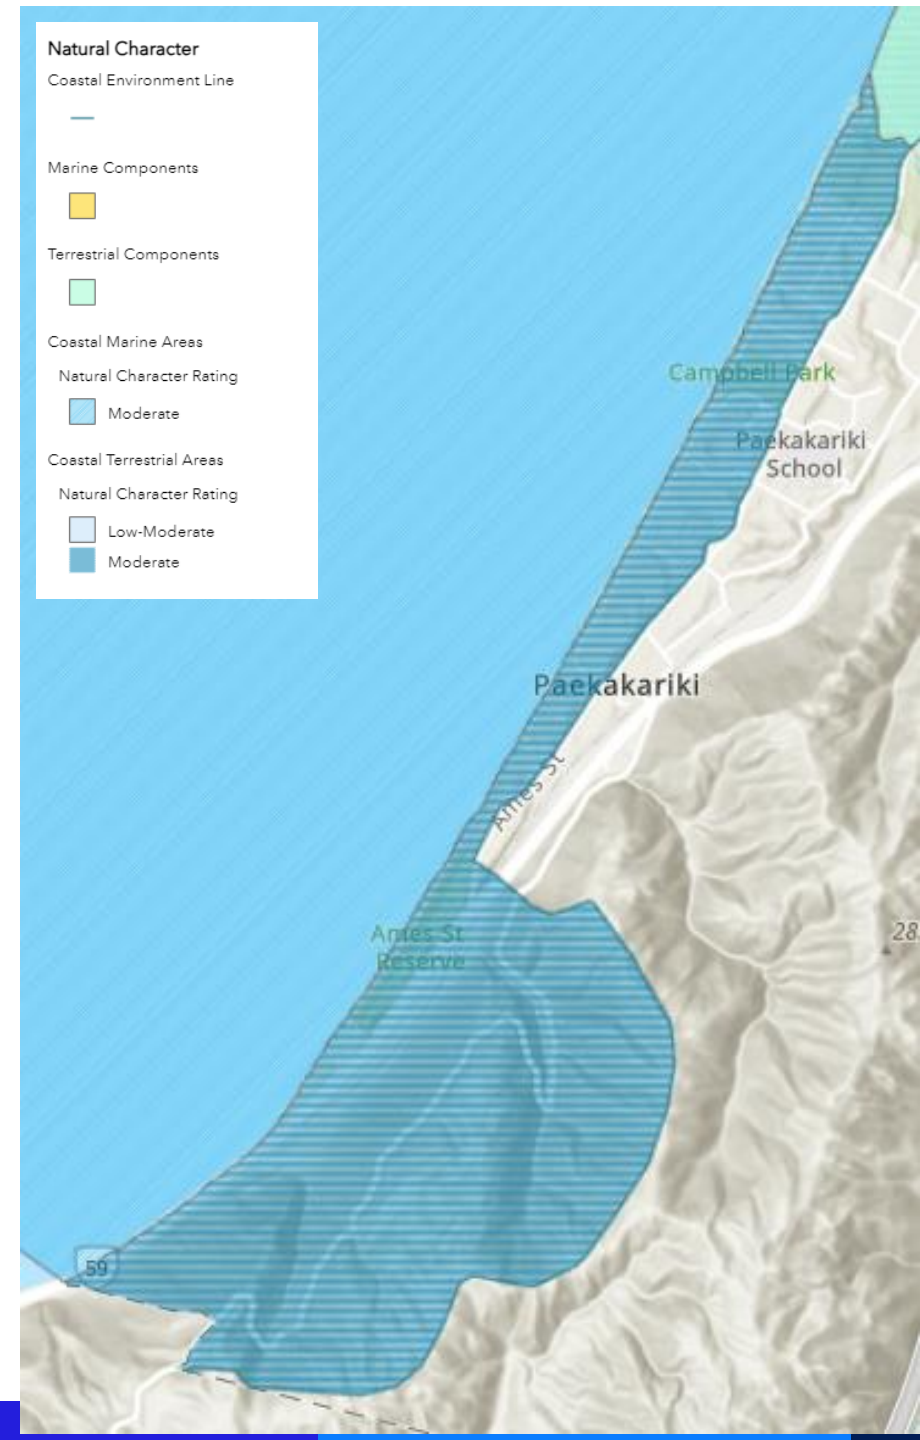 Natural Character
Coastal Environment Line
Marine Components
Terrestrial Components
Coastal Marine Areas
Natural Character Rating
Moderate
Coastal Terrestrial Areas
Natural Character Rating
Low-Moderate
Moderate
Campbell Park
Paekakariki
School
Paekakariki
Ames St
Ames St
Reserve
28
59